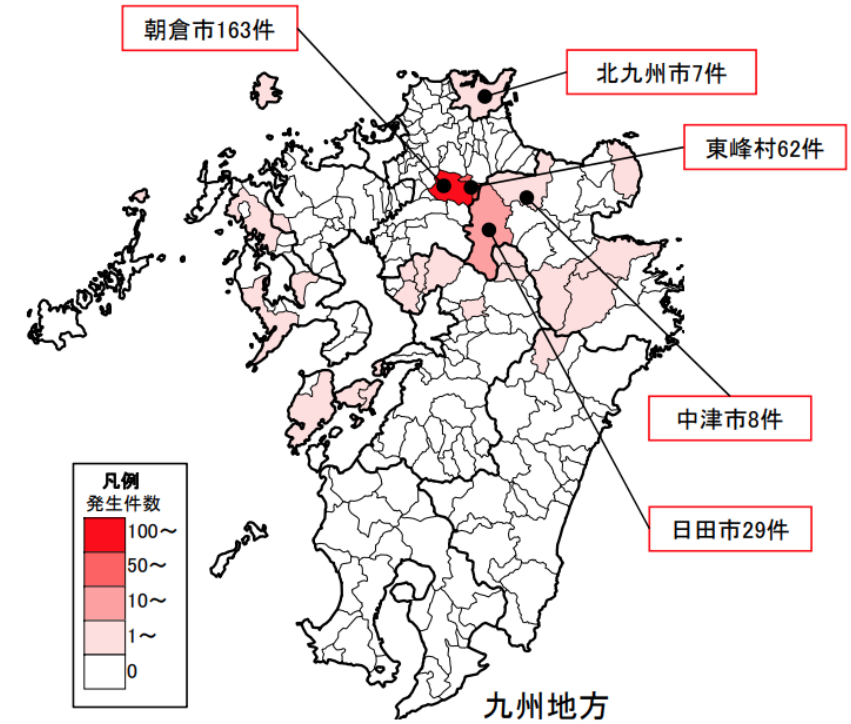 朝倉市163件
北九州市7件
東峰村62件
中津市8件
日田市29件
凡例
発生件数
100～
50～
10～
1～
0
九州地方